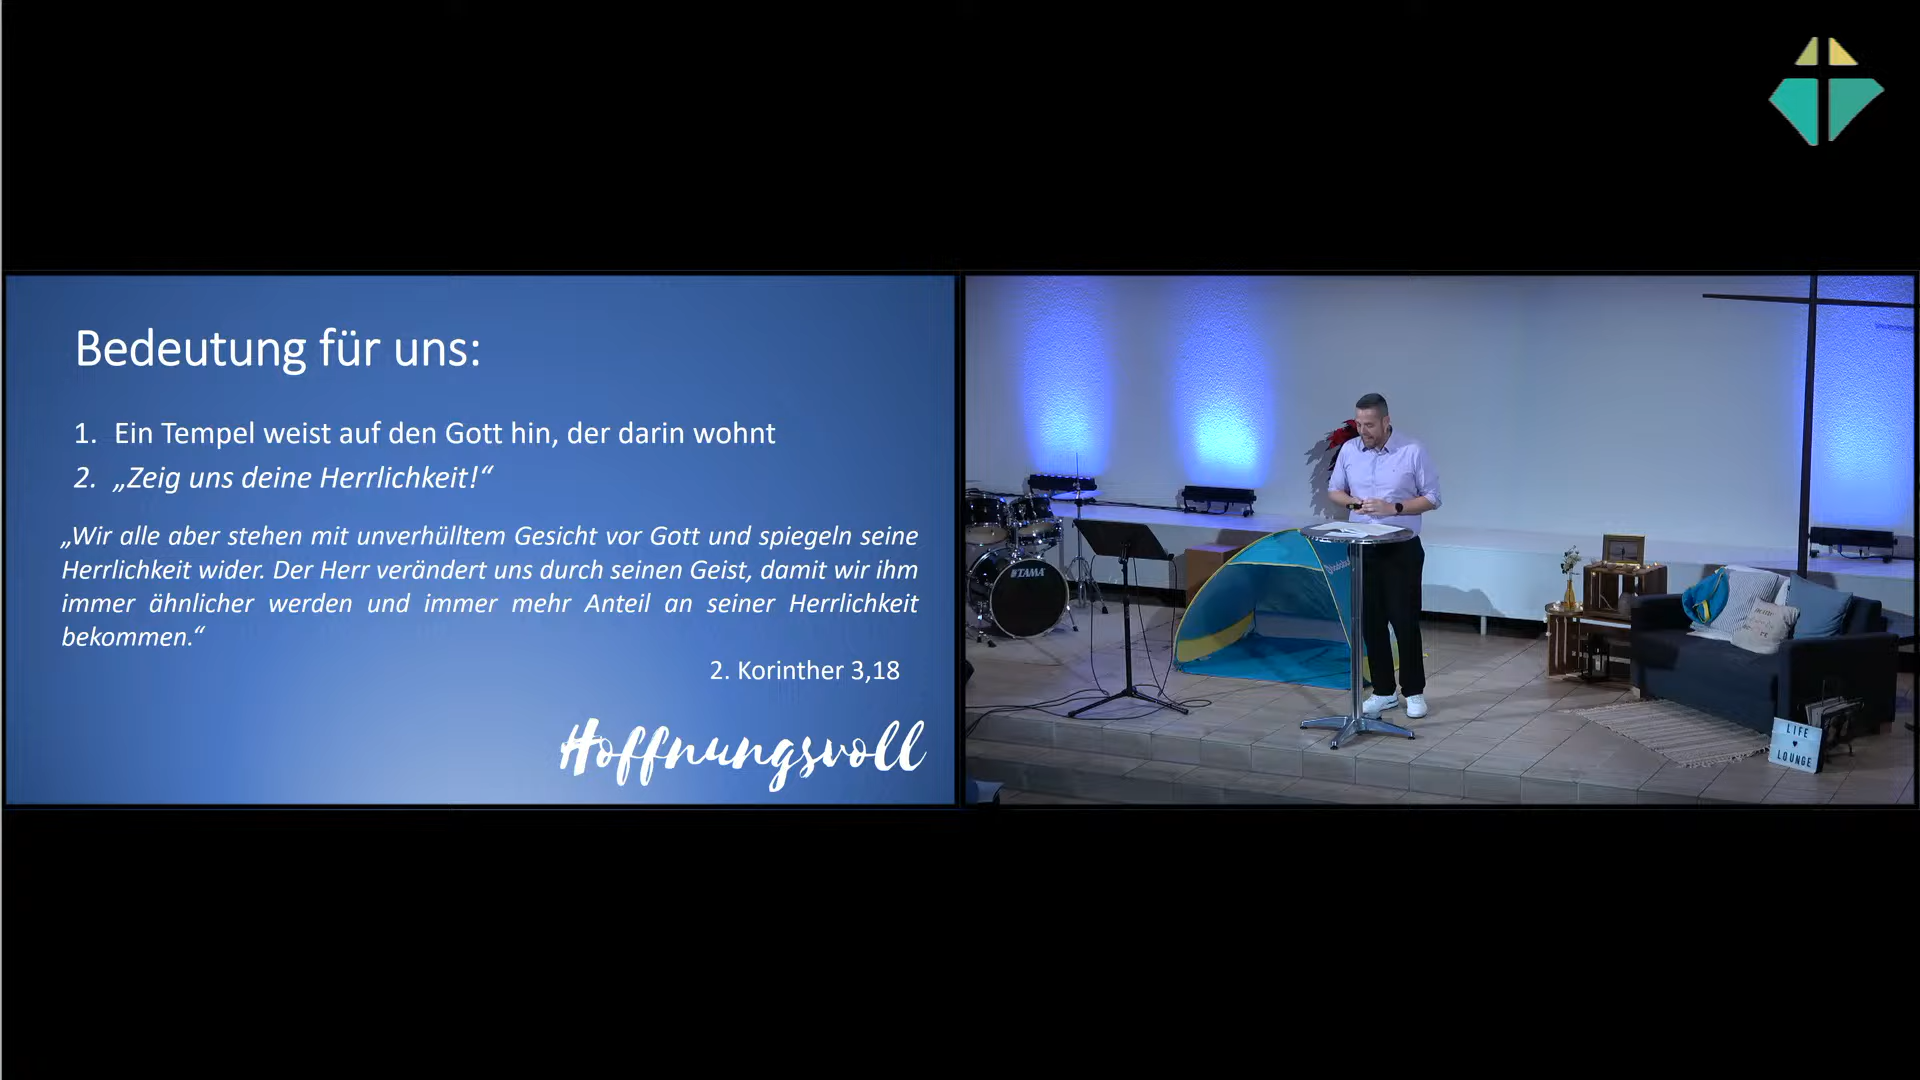 Bedeutung für uns:
1. Ein Tempel weist auf den Gott hin, der darin wohnt
2. „Zeig uns deine Herrlichkeit!“
„Wir alle aber stehen mit unverhülltem Gesicht vor Gott und spiegeln seine
Herrlichkeit wider. Der Herr verändert uns durch seinen Geist, damit wir ihm
immer ähnlicher werden und immer mehr Anteil an seiner Herrlichkeit
bekommen.“
2. Korinther 3,18
Hoffnungsvoll
TAMA
LIFE
♥
LOUNGE